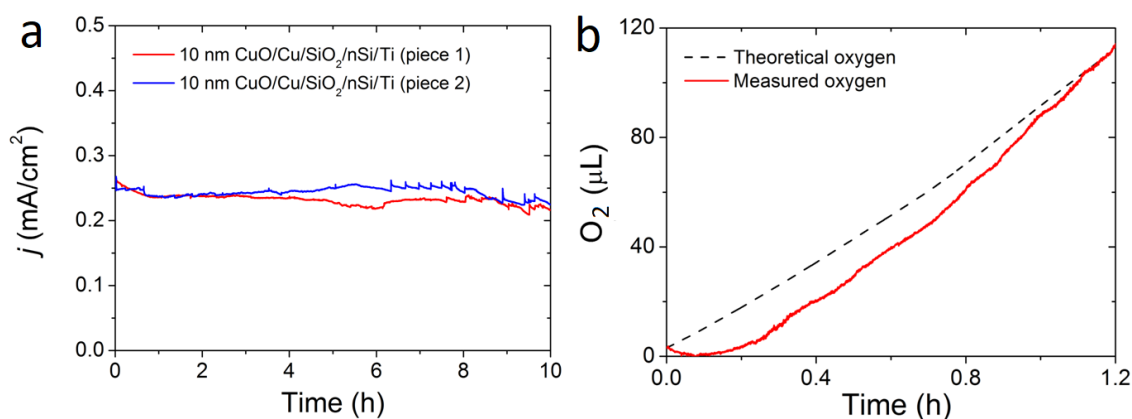 a
0.5
0.4
0.3
0.2
0.1
0.0
j (mA/cm²)
10 nm CuO/Cu/SiO₂/nSi/Ti (piece 1)
10 nm CuO/Cu/SiO₂/nSi/Ti (piece 2)
0 2 4 6 8 10
Time (h)
b
120
80
40
0
O₂ (µL)
Theoretical oxygen
Measured oxygen
0.0 0.4 0.8 1.2
Time (h)